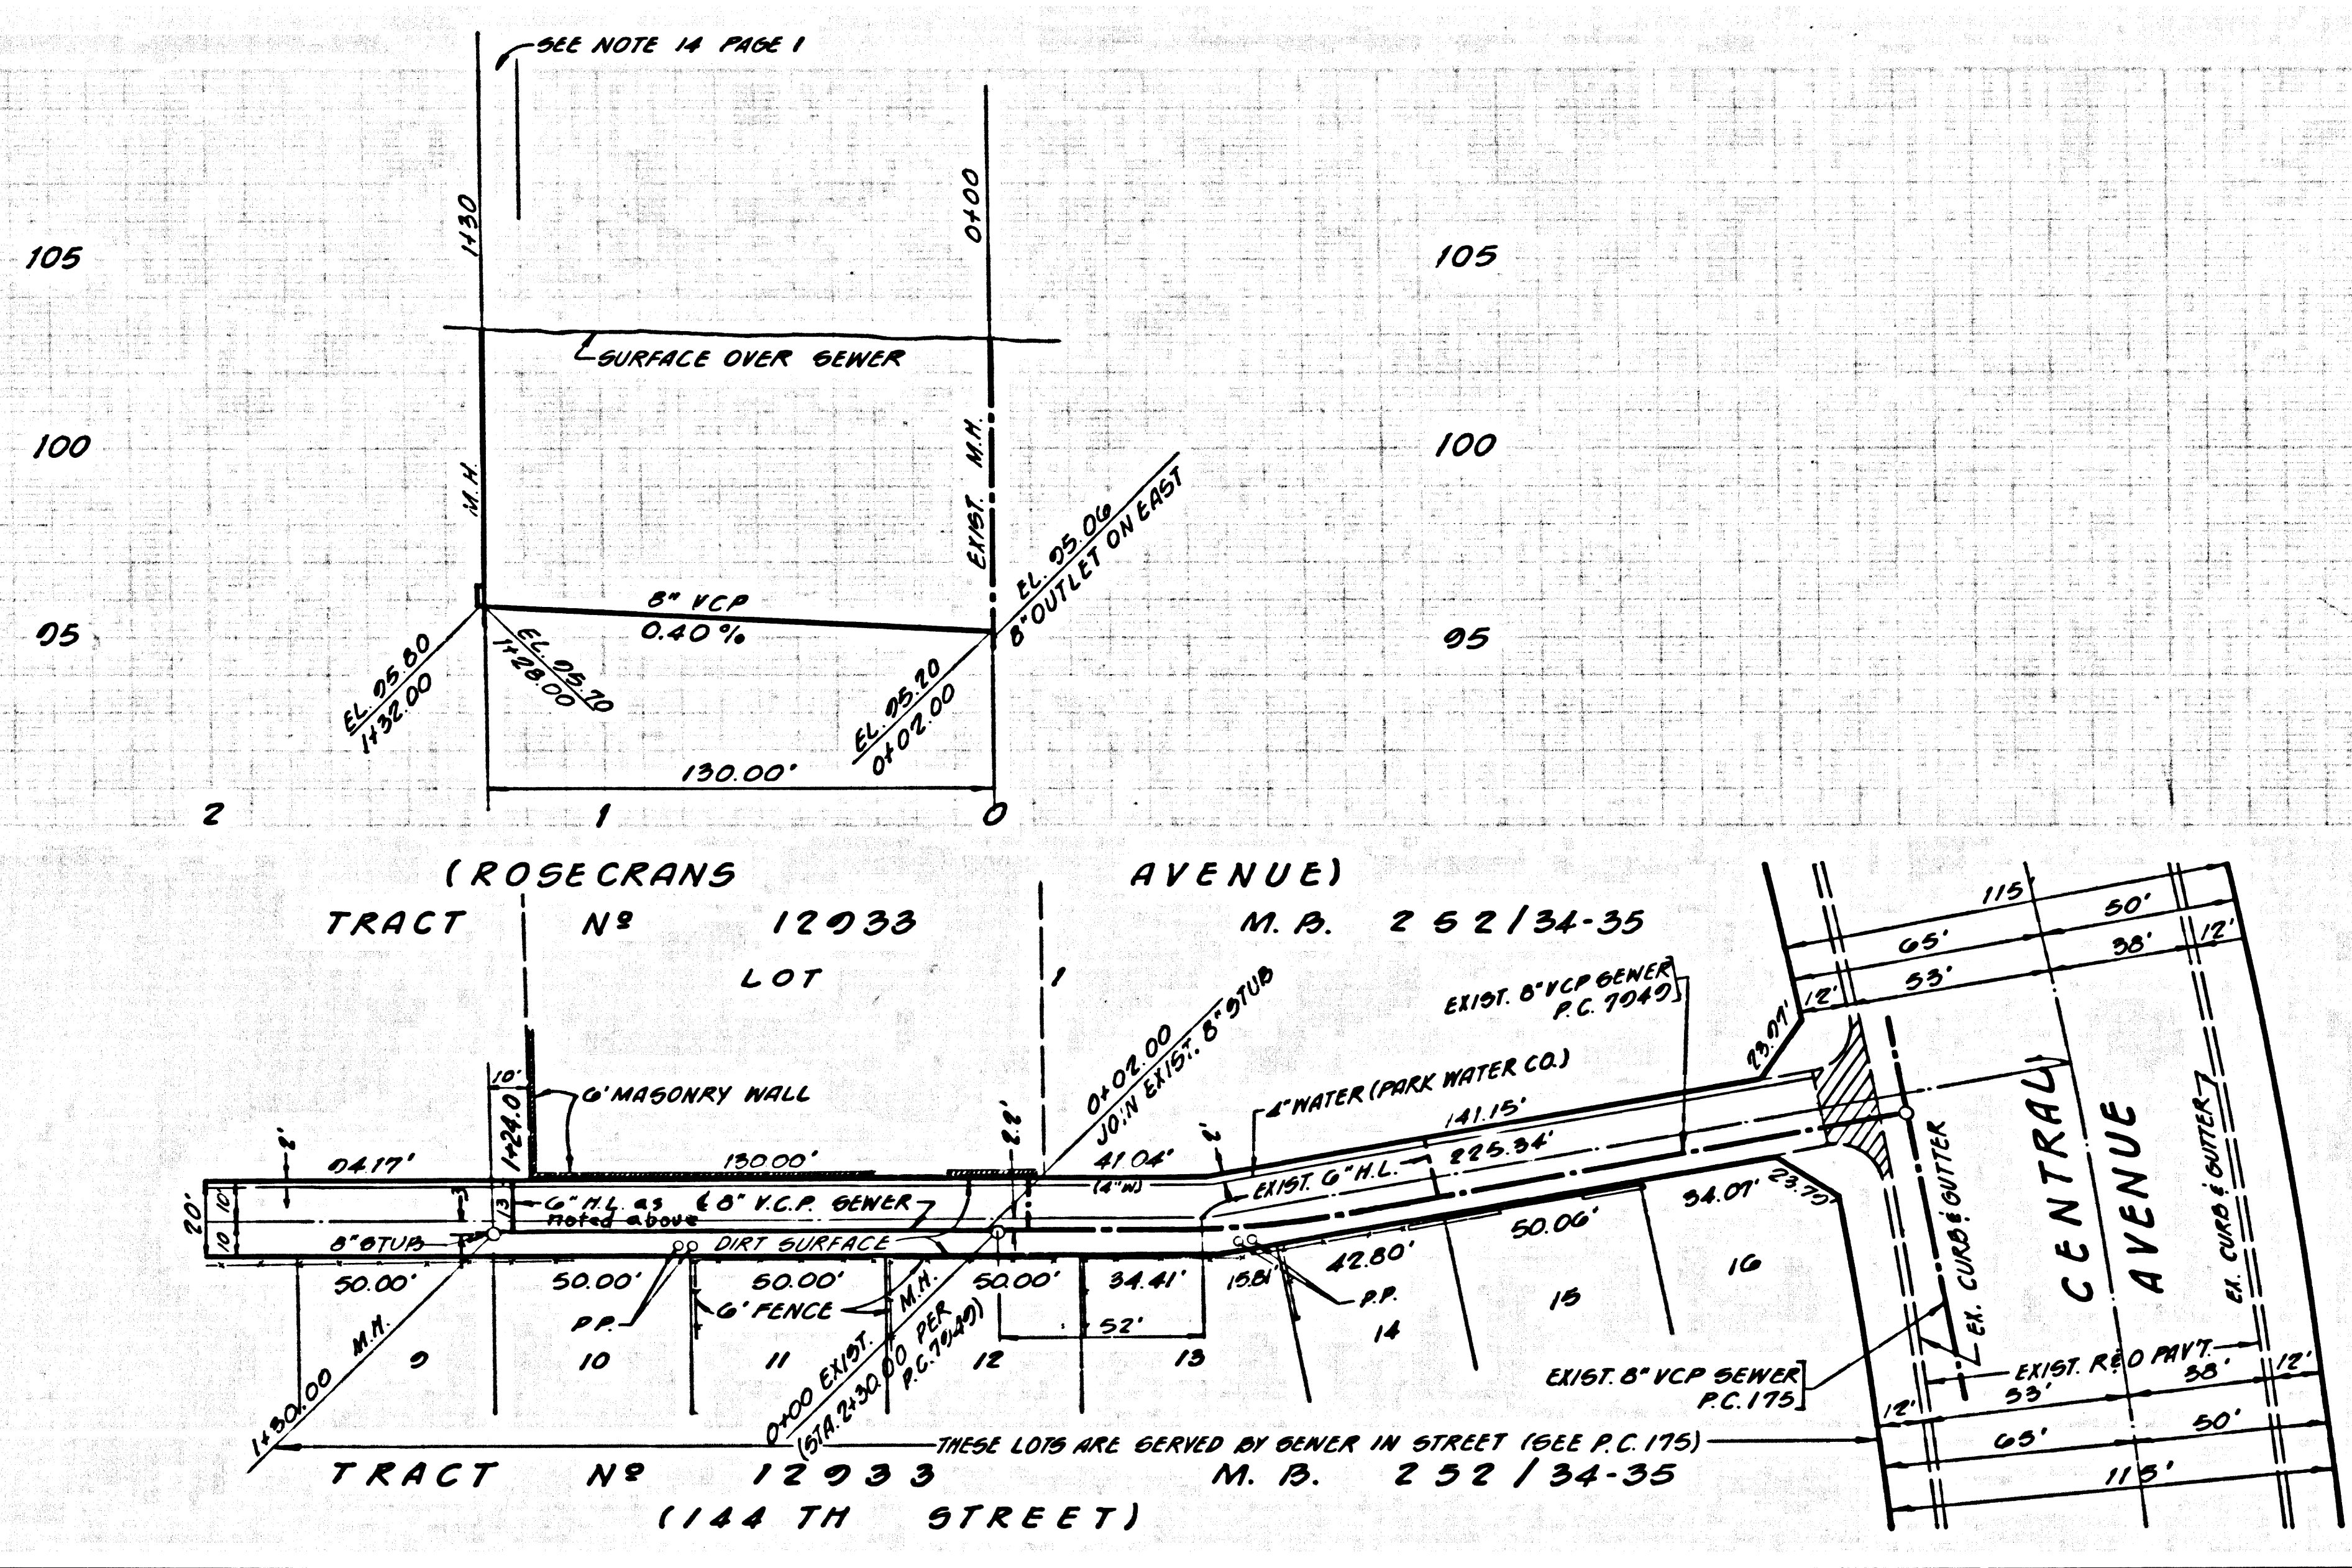 SEE NOTE 14 PAGE 1
1+30
0+00
105
105
SURFACE OVER SEWER
100
M.H.
EXIST. M.H.
100
EL. 95.06
8" OUTLET ON EAST
8" VCP
0.40 %
95
95
EL. 95.80
1+32.00
EL. 95.70
1+28.00
EL. 95.20
0+02.00
130.00'
2
1
0
(ROSECRANS AVENUE)
TRACT Nº 12933 M.B. 252/34-35
LOT 1
115'
65'
50'
53'
38'
12'
12'
23.97'
EXIST. 8" VCP SEWER
P.C. 7949
0+02.00
JOIN EXIST. 8" STUB
10'
6' MASONRY WALL
1+24.0
4" WATER (PARK WATER CO.)
2'
94.17'
130.00'
2.2'
41.04'
(4"W)
2'
141.15'
225.34'
EXIST. 6" H.L.
20'
10'
10'
3'
13'
6" H.L. as
noted above
₵ 8" V.C.P. SEWER
8" STUB
DIRT SURFACE
50.00'
50.00'
50.00'
50.00'
34.41'
15.81'
42.80'
50.06'
34.07'
23.75'
P.P.
6' FENCE
52'
P.P.
9
10
11
12
13
14
15
16
1+30.00 M.H.
0+00 EXIST. M.H.
(STA. 2+30.00 PER
P.C. 7949)
EX. CURB & GUTTER
CENTRAL
AVENUE
EX. CURB & GUTTER
EXIST. 8" VCP SEWER
P.C. 175
EXIST. R&O PAV'T.
12'
53'
38'
12'
65'
50'
115'
THESE LOTS ARE SERVED BY SEWER IN STREET (SEE P.C. 175)
TRACT Nº 12933 M.B. 252/34-35
(144 TH STREET)